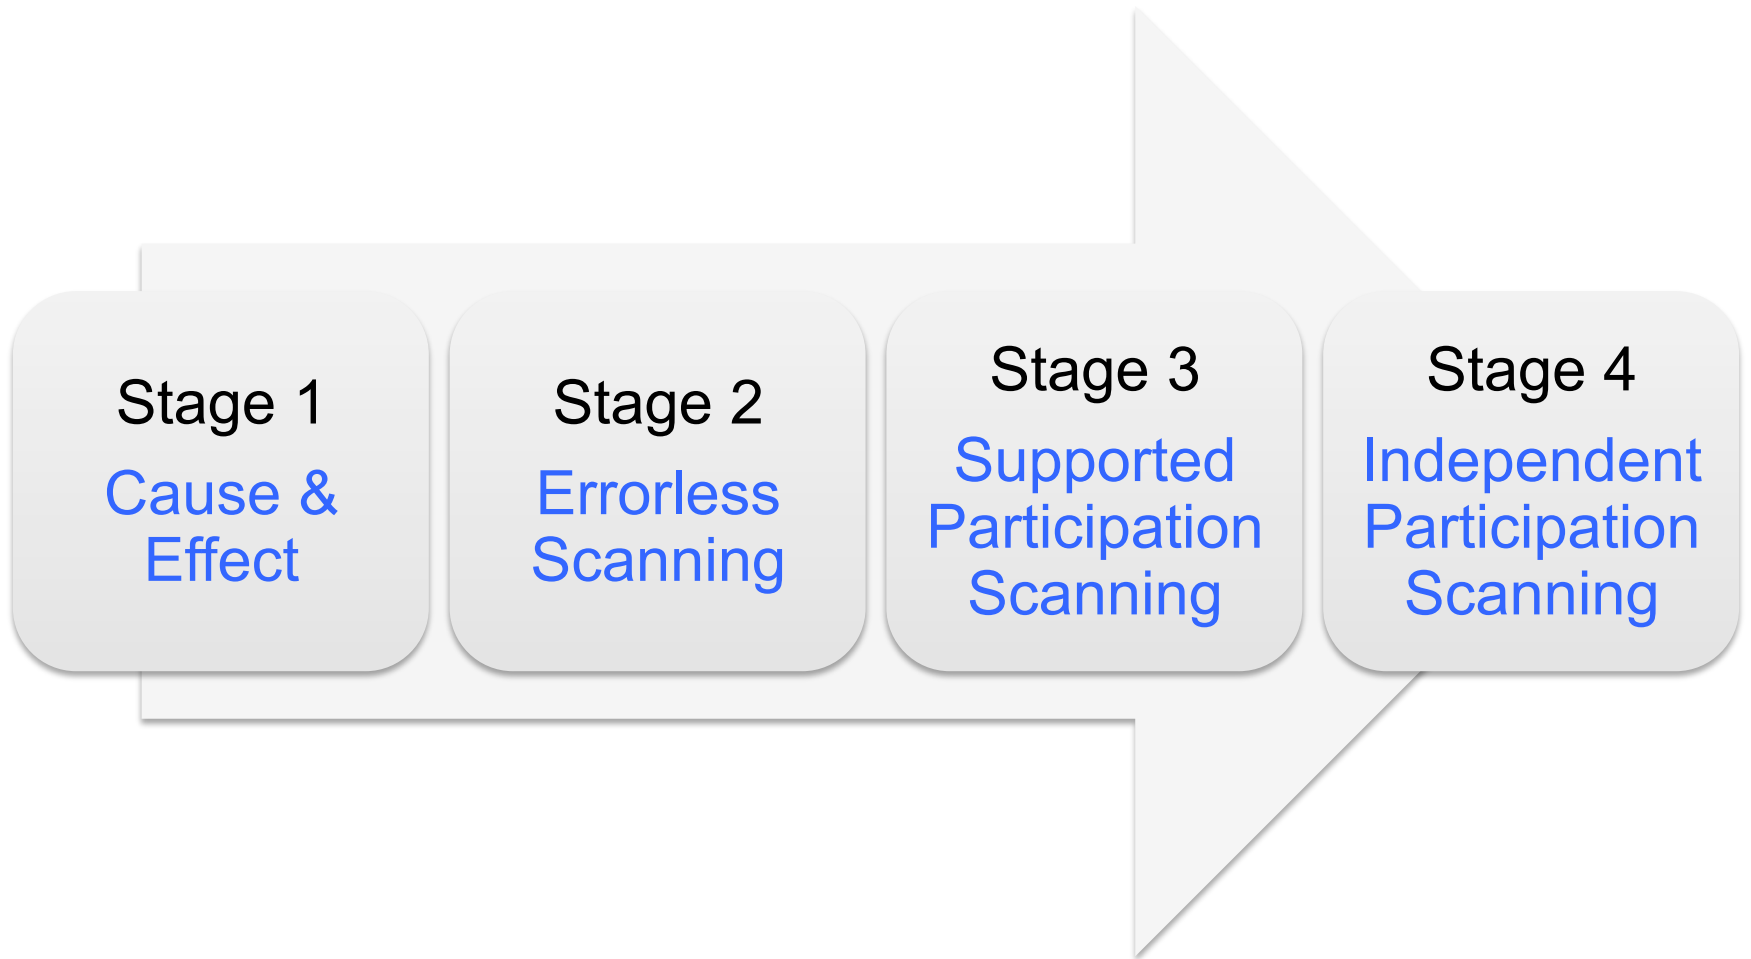 Stage 1
Cause &
Effect
Stage 2
Errorless
Scanning
Stage 3
Supported
Participation
Scanning
Stage 4
Independent
Participation
Scanning